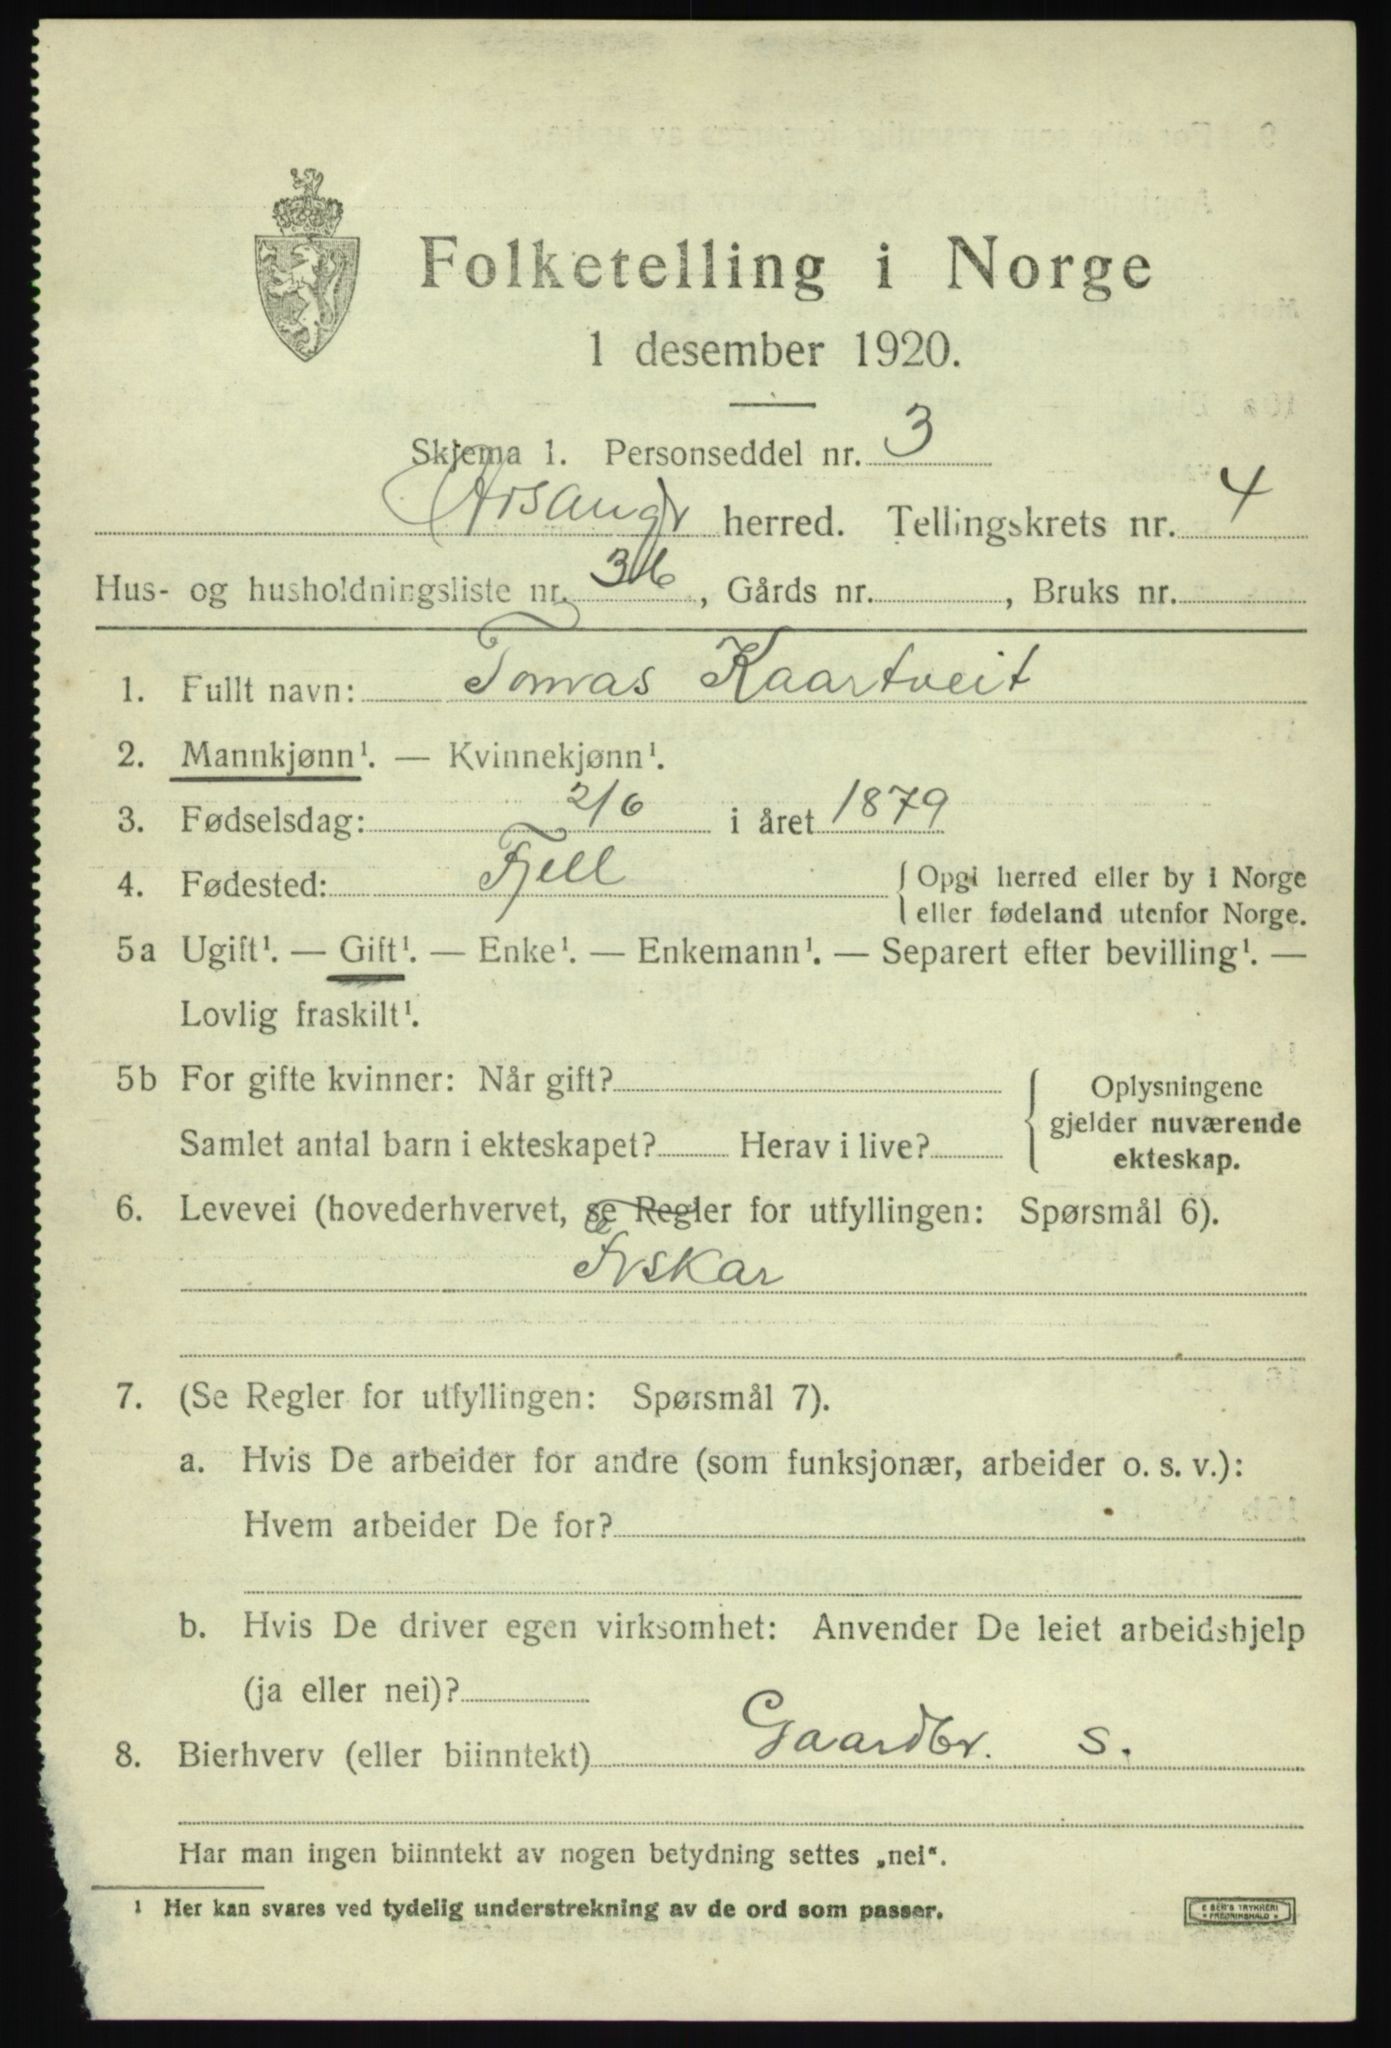 Folketelling i Norge
1 desember 1920.
Skjema 1. Personseddel nr. 3
herred. Tellingskrets nr. 4
Hus- og husholdningsliste nr. 36, Gårds nr. , Bruks nr.
1. Fullt navn: Tomas Kaartveit
2. Mannkjønn¹. — Kvinnekjønn¹.
3. Fødselsdag: 2/6 i året 1879
4. Fødested: Fjell { Opgi herred eller by i Norge
eller fødeland utenfor Norge.
5a Ugift¹. — Gift¹. — Enke¹. — Enkemann¹. — Separert efter bevilling¹. —
Lovlig fraskilt¹.
5b For gifte kvinner: Når gift?
Samlet antal barn i ekteskapet? Herav i live?
{ Oplysningene
gjelder nuværende
ekteskap.
6. Levevei (hovederhvervet, se Regler for utfyllingen: Spørsmål 6).
Fiskar
7. (Se Regler for utfyllingen: Spørsmål 7).
a. Hvis De arbeider for andre (som funksjonær, arbeider o. s. v.):
Hvem arbeider De for?
b. Hvis De driver egen virksomhet: Anvender De leiet arbeidshjelp
(ja eller nei)?
8. Bierhverv (eller biinntekt) Gaardbr. s.
Har man ingen biinntekt av nogen betydning settes „nei“.
¹ Her kan svares ved tydelig understrekning av de ord som passer.
E SEM'S TRYKKERI
* FREDRIKSHALD *